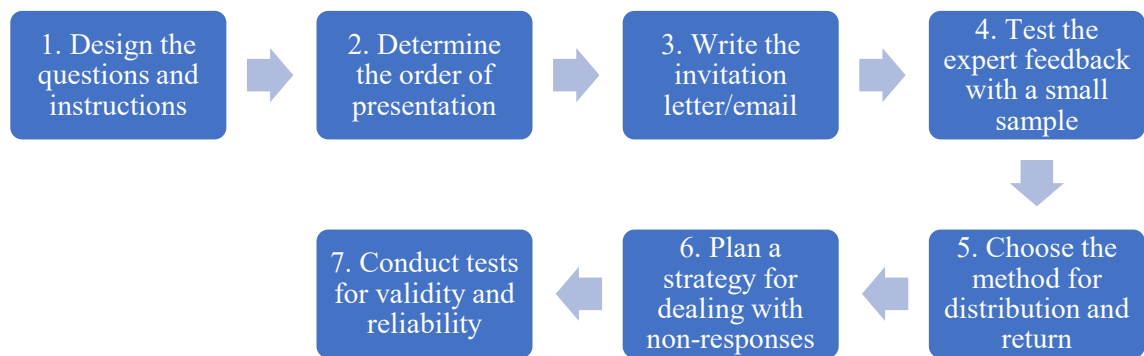 1. Design the
questions and
instructions
2. Determine
the order of
presentation
3. Write the
invitation
letter/email
4. Test the
expert feedback
with a small
sample
5. Choose the
method for
distribution and
return
6. Plan a
strategy for
dealing with
non-responses
7. Conduct tests
for validity and
reliability